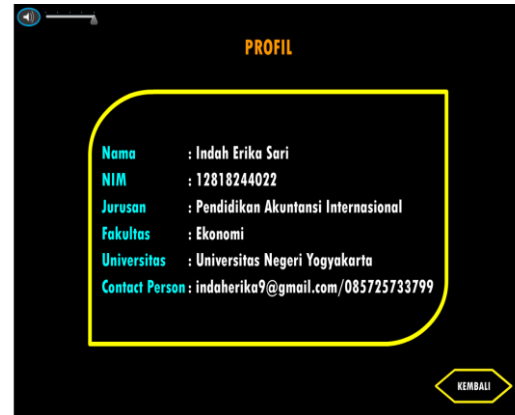 PROFIL
Nama : Indah Erika Sari
NIM : 12818244022
Jurusan : Pendidikan Akuntansi Internasional
Fakultas : Ekonomi
Universitas : Universitas Negeri Yogyakarta
Contact Person : indaherika9@gmail.com/085725733799
KEMBALI